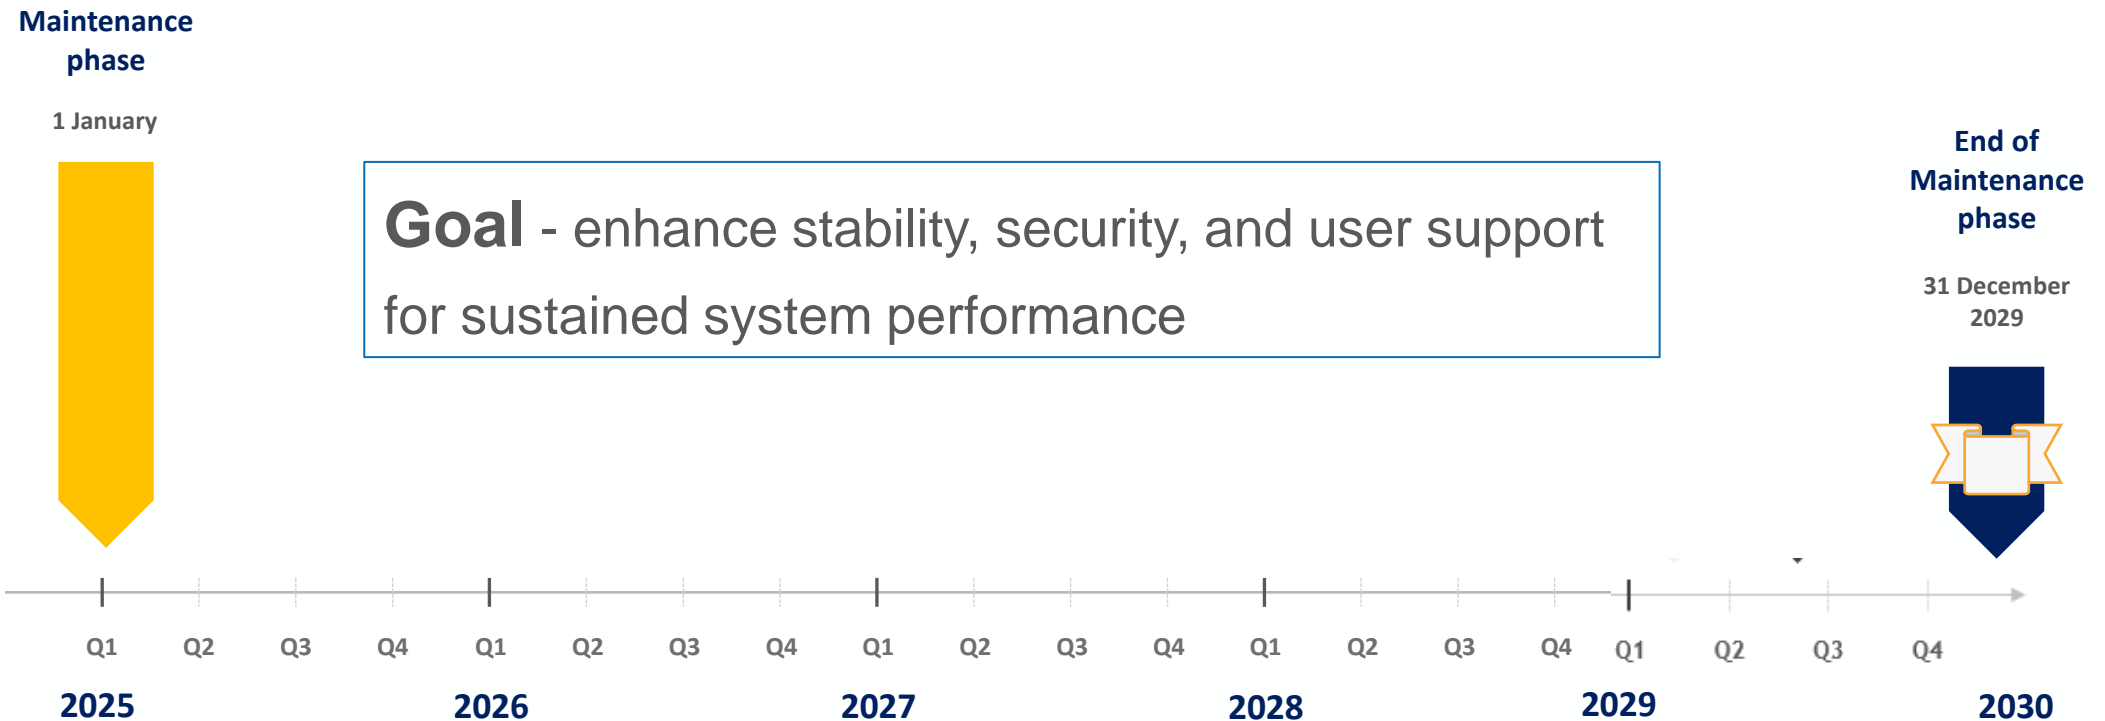 Maintenance
phase
1 January
Goal - enhance stability, security, and user support
for sustained system performance
End of
Maintenance
phase
31 December
2029
Q1 Q2 Q3 Q4 Q1 Q2 Q3 Q4 Q1 Q2 Q3 Q4 Q1 Q2 Q3 Q4 Q1 Q2 Q3 Q4
2025 2026 2027 2028 2029 2030